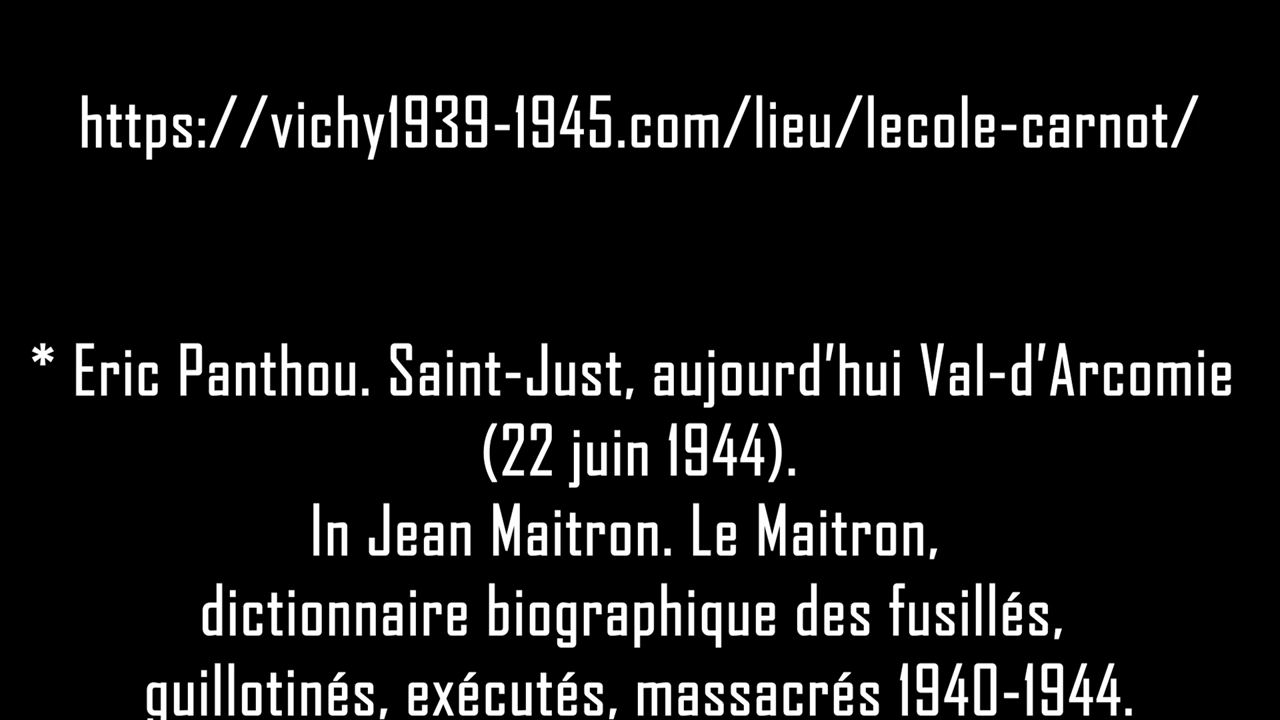 https://vichy1939-1945.com/lieu/lecole-carnot/
* Eric Panthou. Saint-Just, aujourd’hui Val-d’Arcomie
(22 juin 1944).
In Jean Maitron. Le Maitron,
dictionnaire biographique des fusillés,
guillotinés, exécutés, massacrés 1940-1944.